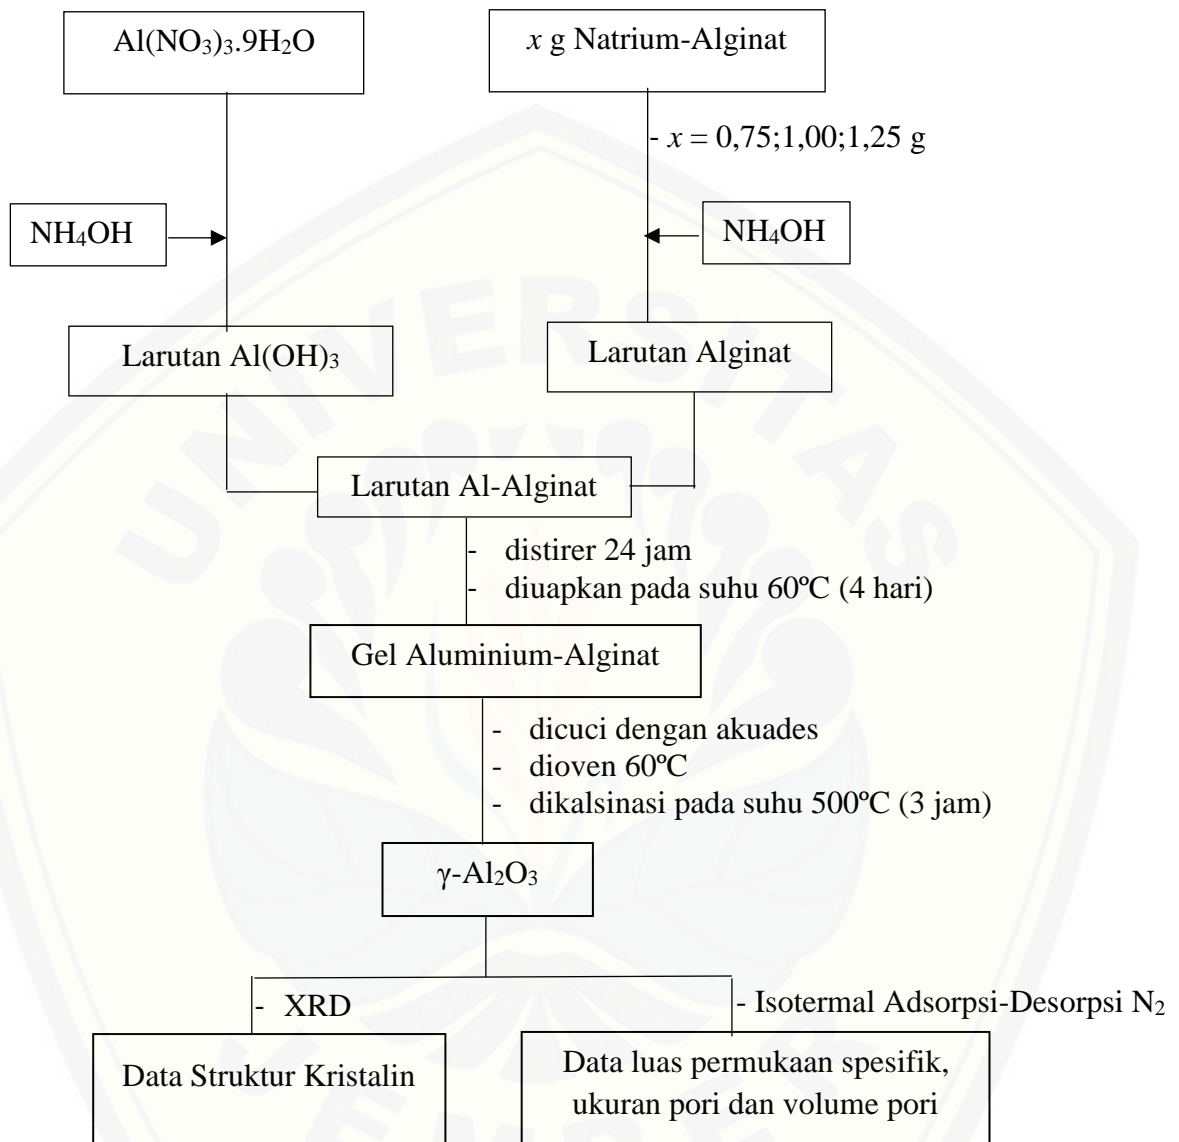 Al(NO₃)₃.9H₂O
x g Natrium-Alginat
- x = 0,75;1,00;1,25 g
NH₄OH
NH₄OH
Larutan Al(OH)₃
Larutan Alginat
Larutan Al-Alginat
- distirer 24 jam
- diuapkan pada suhu 60ºC (4 hari)
Gel Aluminium-Alginat
- dicuci dengan akuades
- dioven 60ºC
- dikalsinasi pada suhu 500ºC (3 jam)
γ-Al₂O₃
- XRD
- Isotermal Adsorpsi-Desorpsi N₂
Data Struktur Kristalin
Data luas permukaan spesifik,
ukuran pori dan volume pori
UNIVERSITAS
JEMBER